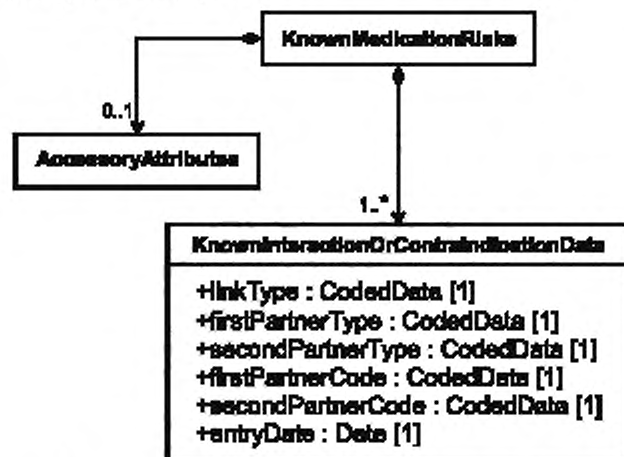 KnownMedicationRisks
0..1
AccessoryAttributes
1..*
KnownInteractionOrContraindicationData
+linkType : CodedData [1]
+firstPartnerType : CodedData [1]
+secondPartnerType : CodedData [1]
+firstPartnerCode : CodedData [1]
+secondPartnerCode : CodedData [1]
+entryDate : Date [1]